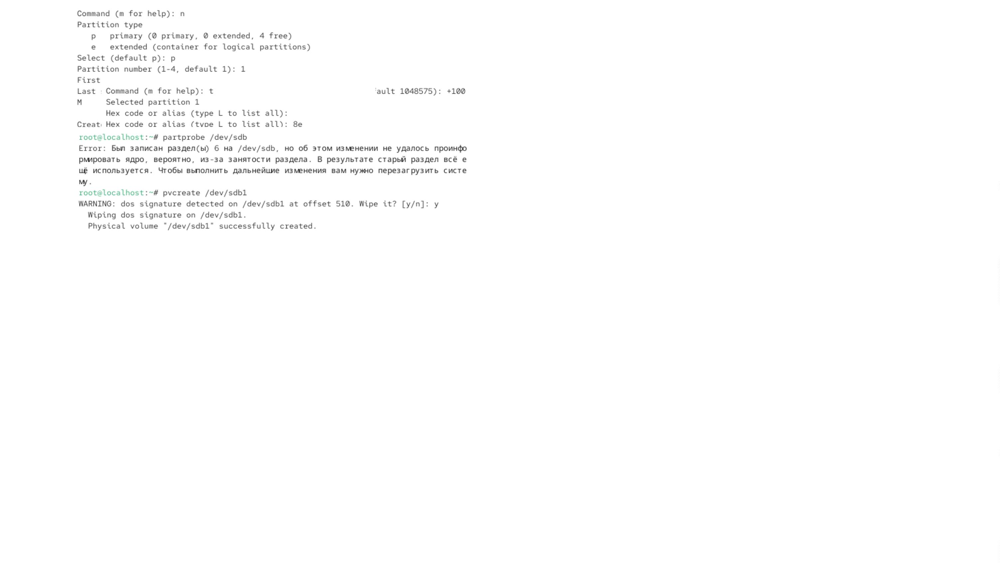 Command (m for help): n
Partition type
   p   primary (0 primary, 0 extended, 4 free)
   e   extended (container for logical partitions)
Select (default p): p
Partition number (1-4, default 1): 1
First
Last
Command (m for help): t
ault 1048575): +100
M
Selected partition 1
Hex code or alias (type L to list all):
Creat
Hex code or alias (type L to list all): 8e
root@localhost:~# partprobe /dev/sdb
Error: Был записан раздел(ы) 6 на /dev/sdb, но об этом изменении не удалось проинфо
рмировать ядро, вероятно, из-за занятости раздела. В результате старый раздел всё е
щё используется. Чтобы выполнить дальнейшие изменения вам нужно перезагрузить систе
му.
root@localhost:~# pvcreate /dev/sdb1
WARNING: dos signature detected on /dev/sdb1 at offset 510. Wipe it? [y/n]: y
  Wiping dos signature on /dev/sdb1.
  Physical volume "/dev/sdb1" successfully created.